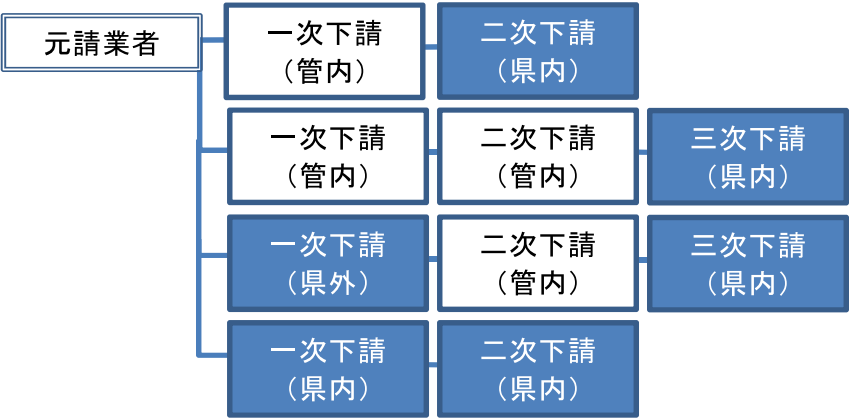 元請業者
一次下請
（管内）
二次下請
（県内）
一次下請
（管内）
二次下請
（管内）
三次下請
（県内）
一次下請
（県外）
二次下請
（管内）
三次下請
（県内）
一次下請
（県内）
二次下請
（県内）